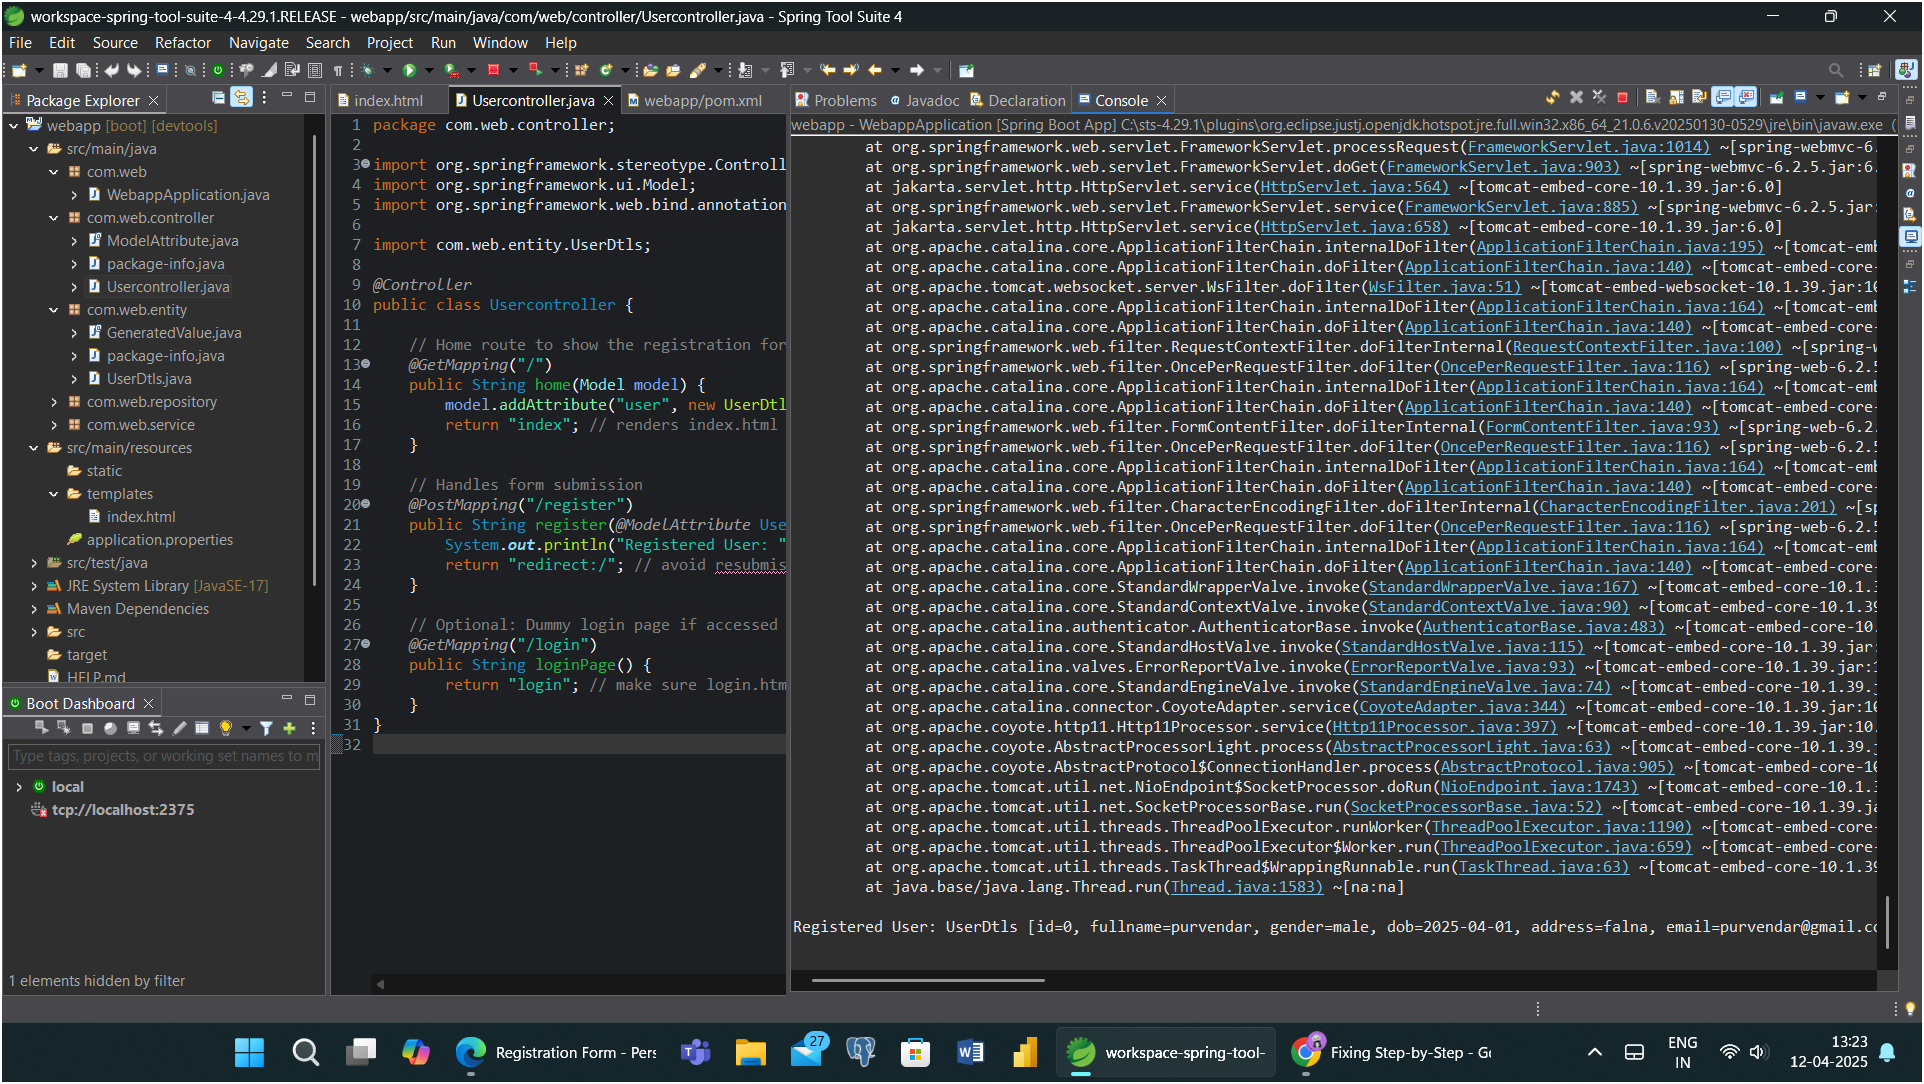 workspace-spring-tool-suite-4-4.29.1.RELEASE - webapp/src/main/java/com/web/controller/Usercontroller.java - Spring Tool Suite 4
File Edit Source Refactor Navigate Search Project Run Window Help
Package Explorer
webapp [boot] [devtools]
src/main/java
com.web
WebappApplication.java
com.web.controller
ModelAttribute.java
package-info.java
Usercontroller.java
com.web.entity
GeneratedValue.java
package-info.java
UserDtls.java
com.web.repository
com.web.service
src/main/resources
static
templates
index.html
application.properties
src/test/java
JRE System Library [JavaSE-17]
Maven Dependencies
src
target
HELP.md
Boot Dashboard
Type tags, projects, or working set names to m
local
tcp://localhost:2375
1 elements hidden by filter
index.html Usercontroller.java webapp/pom.xml
1 package com.web.controller;
2
3 import org.springframework.stereotype.Controll
4 import org.springframework.ui.Model;
5 import org.springframework.web.bind.annotation
6
7 import com.web.entity.UserDtls;
8
9 @Controller
10 public class Usercontroller {
11
12 // Home route to show the registration for
13 @GetMapping("/")
14 public String home(Model model) {
15 model.addAttribute("user", new UserDtl
16 return "index"; // renders index.html
17 }
18
19 // Handles form submission
20 @PostMapping("/register")
21 public String register(@ModelAttribute Use
22 System.out.println("Registered User: "
23 return "redirect:/"; // avoid resubmis
24 }
25
26 // Optional: Dummy login page if accessed
27 @GetMapping("/login")
28 public String loginPage() {
29 return "login"; // make sure login.htm
30 }
31 }
32
Problems Javadoc Declaration Console
webapp - WebappApplication [Spring Boot App] C:\sts-4.29.1\plugins\org.eclipse.justj.openjdk.hotspot.jre.full.win32.x86_64_21.0.6.v20250130-0529\jre\bin\javaw.exe (
at org.springframework.web.servlet.FrameworkServlet.processRequest(FrameworkServlet.java:1014) ~[spring-webmvc-6.
at org.springframework.web.servlet.FrameworkServlet.doGet(FrameworkServlet.java:903) ~[spring-webmvc-6.2.5.jar:6.
at jakarta.servlet.http.HttpServlet.service(HttpServlet.java:564) ~[tomcat-embed-core-10.1.39.jar:6.0]
at org.springframework.web.servlet.FrameworkServlet.service(FrameworkServlet.java:885) ~[spring-webmvc-6.2.5.jar:
at jakarta.servlet.http.HttpServlet.service(HttpServlet.java:658) ~[tomcat-embed-core-10.1.39.jar:6.0]
at org.apache.catalina.core.ApplicationFilterChain.internalDoFilter(ApplicationFilterChain.java:195) ~[tomcat-emb
at org.apache.catalina.core.ApplicationFilterChain.doFilter(ApplicationFilterChain.java:140) ~[tomcat-embed-core-
at org.apache.tomcat.websocket.server.WsFilter.doFilter(WsFilter.java:51) ~[tomcat-embed-websocket-10.1.39.jar:10
at org.apache.catalina.core.ApplicationFilterChain.internalDoFilter(ApplicationFilterChain.java:164) ~[tomcat-emb
at org.apache.catalina.core.ApplicationFilterChain.doFilter(ApplicationFilterChain.java:140) ~[tomcat-embed-core-
at org.springframework.web.filter.RequestContextFilter.doFilterInternal(RequestContextFilter.java:100) ~[spring-w
at org.springframework.web.filter.OncePerRequestFilter.doFilter(OncePerRequestFilter.java:116) ~[spring-web-6.2.5
at org.apache.catalina.core.ApplicationFilterChain.internalDoFilter(ApplicationFilterChain.java:164) ~[tomcat-emb
at org.apache.catalina.core.ApplicationFilterChain.doFilter(ApplicationFilterChain.java:140) ~[tomcat-embed-core-
at org.springframework.web.filter.FormContentFilter.doFilterInternal(FormContentFilter.java:93) ~[spring-web-6.2.
at org.springframework.web.filter.OncePerRequestFilter.doFilter(OncePerRequestFilter.java:116) ~[spring-web-6.2.5
at org.apache.catalina.core.ApplicationFilterChain.internalDoFilter(ApplicationFilterChain.java:164) ~[tomcat-emb
at org.apache.catalina.core.ApplicationFilterChain.doFilter(ApplicationFilterChain.java:140) ~[tomcat-embed-core-
at org.springframework.web.filter.CharacterEncodingFilter.doFilterInternal(CharacterEncodingFilter.java:201) ~[sp
at org.springframework.web.filter.OncePerRequestFilter.doFilter(OncePerRequestFilter.java:116) ~[spring-web-6.2.5
at org.apache.catalina.core.ApplicationFilterChain.internalDoFilter(ApplicationFilterChain.java:164) ~[tomcat-emb
at org.apache.catalina.core.ApplicationFilterChain.doFilter(ApplicationFilterChain.java:140) ~[tomcat-embed-core-
at org.apache.catalina.core.StandardWrapperValve.invoke(StandardWrapperValve.java:167) ~[tomcat-embed-core-10.1.3
at org.apache.catalina.core.StandardContextValve.invoke(StandardContextValve.java:90) ~[tomcat-embed-core-10.1.39
at org.apache.catalina.authenticator.AuthenticatorBase.invoke(AuthenticatorBase.java:483) ~[tomcat-embed-core-10.
at org.apache.catalina.core.StandardHostValve.invoke(StandardHostValve.java:115) ~[tomcat-embed-core-10.1.39.jar:
at org.apache.catalina.valves.ErrorReportValve.invoke(ErrorReportValve.java:93) ~[tomcat-embed-core-10.1.39.jar:1
at org.apache.catalina.core.StandardEngineValve.invoke(StandardEngineValve.java:74) ~[tomcat-embed-core-10.1.39.j
at org.apache.catalina.connector.CoyoteAdapter.service(CoyoteAdapter.java:344) ~[tomcat-embed-core-10.1.39.jar:10
at org.apache.coyote.http11.Http11Processor.service(Http11Processor.java:397) ~[tomcat-embed-core-10.1.39.jar:10.
at org.apache.coyote.AbstractProcessorLight.process(AbstractProcessorLight.java:63) ~[tomcat-embed-core-10.1.39.j
at org.apache.coyote.AbstractProtocol$ConnectionHandler.process(AbstractProtocol.java:905) ~[tomcat-embed-core-10
at org.apache.tomcat.util.net.NioEndpoint$SocketProcessor.doRun(NioEndpoint.java:1743) ~[tomcat-embed-core-10.1.3
at org.apache.tomcat.util.net.SocketProcessorBase.run(SocketProcessorBase.java:52) ~[tomcat-embed-core-10.1.39.ja
at org.apache.tomcat.util.threads.ThreadPoolExecutor.runWorker(ThreadPoolExecutor.java:1190) ~[tomcat-embed-core-
at org.apache.tomcat.util.threads.ThreadPoolExecutor$Worker.run(ThreadPoolExecutor.java:659) ~[tomcat-embed-core-
at org.apache.tomcat.util.threads.TaskThread$WrappingRunnable.run(TaskThread.java:63) ~[tomcat-embed-core-10.1.39
at java.base/java.lang.Thread.run(Thread.java:1583) ~[na:na]
Registered User: UserDtls [id=0, fullname=purvendar, gender=male, dob=2025-04-01, address=falna, email=purvendar@gmail.co
Registration Form - Pers
27
workspace-spring-tool-
Fixing Step-by-Step - Go
ENG
IN
13:23
12-04-2025